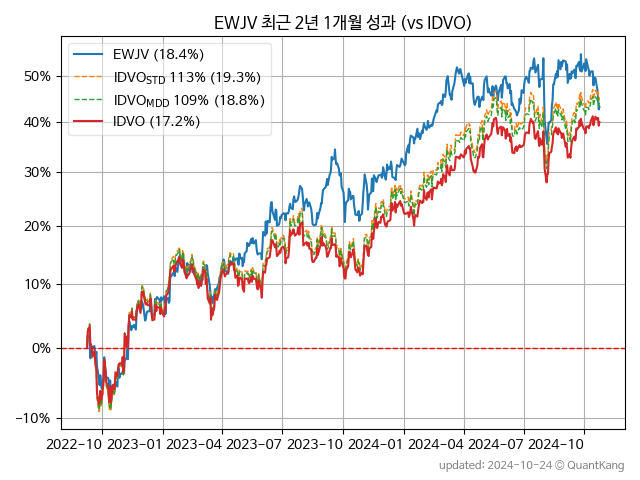 EWJV 최근 2년 1개월 성과 (vs IDVO)
EWJV (18.4%)
IDVO_STD 113% (19.3%)
IDVO_MDD 109% (18.8%)
IDVO (17.2%)
50%
40%
30%
20%
10%
0%
−10%
2022-10 2023-01 2023-04 2023-07 2023-10 2024-01 2024-04 2024-07 2024-10
updated: 2024-10-24 © QuantKang